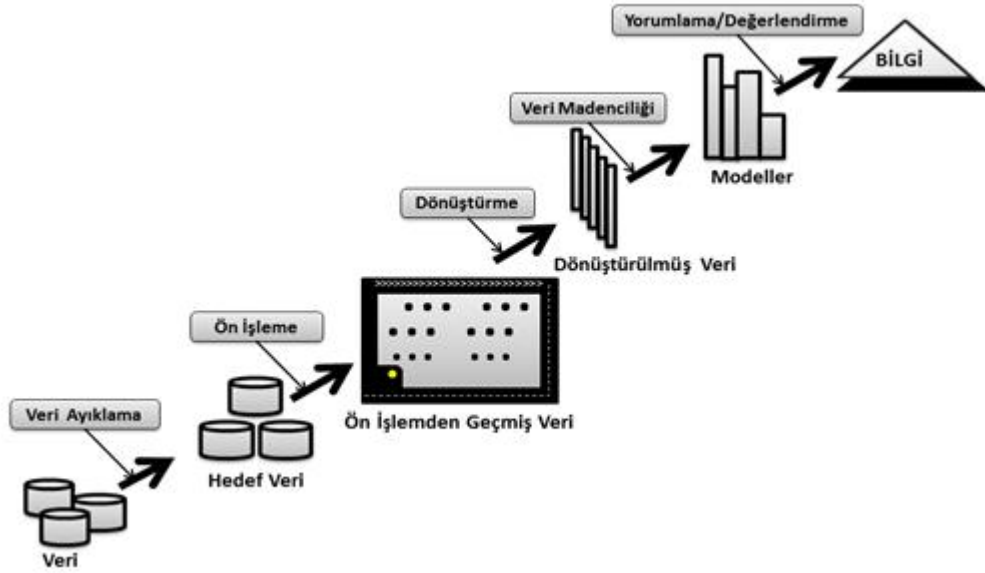 Yorumlama/Değerlendirme
BİLGİ
Veri Madenciliği
Modeller
Dönüştürme
Dönüştürülmüş Veri
Ön İşleme
Ön İşlemden Geçmiş Veri
Veri Ayıklama
Hedef Veri
Veri